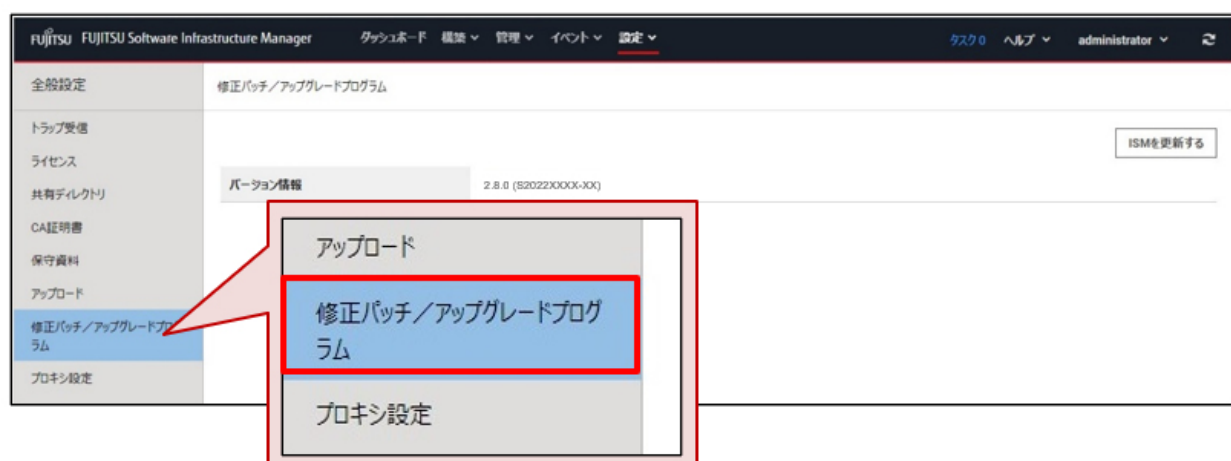 FUJITSU FUJITSU Software Infrastructure Manager ダッシュボード 構築 管理 イベント 設定 タスク 0 ヘルプ administrator
全般設定
修正パッチ／アップグレードプログラム
トラップ受信
ISMを更新する
ライセンス
バージョン情報 2.8.0 (S2022XXXX-XX)
共有ディレクトリ
CA証明書
保守資料
アップロード
修正パッチ／アップグレードプロ
ラム
プロキシ設定
アップロード
修正パッチ／アップグレードプログ
ラム
プロキシ設定